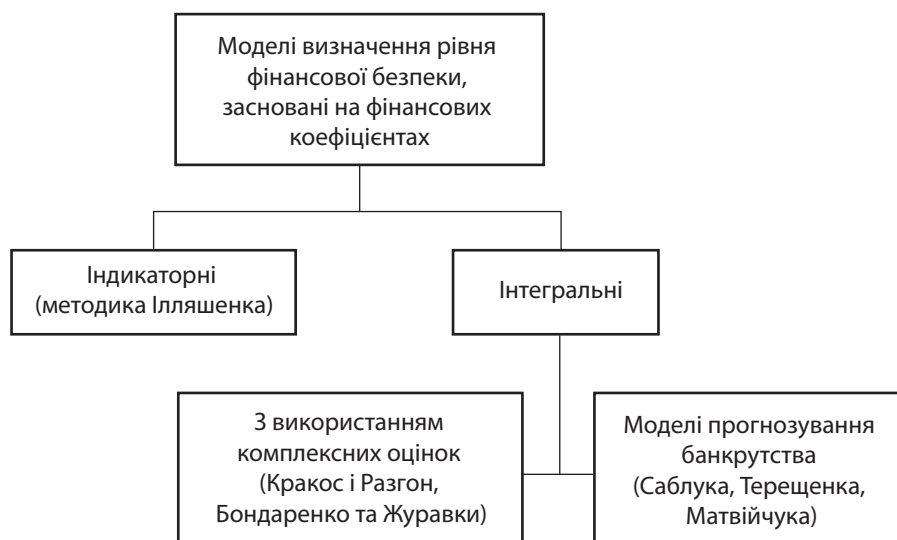 Моделі визначення рівня
фінансової безпеки,
засновані на фінансових
коефіцієнтах
Індикаторні
(методика Ілляшенка)
Інтегральні
З використанням
комплексних оцінок
(Кракос і Разгон,
Бондаренко та Журавки)
Моделі прогнозування
банкрутства
(Саблука, Терещенка,
Матвійчука)